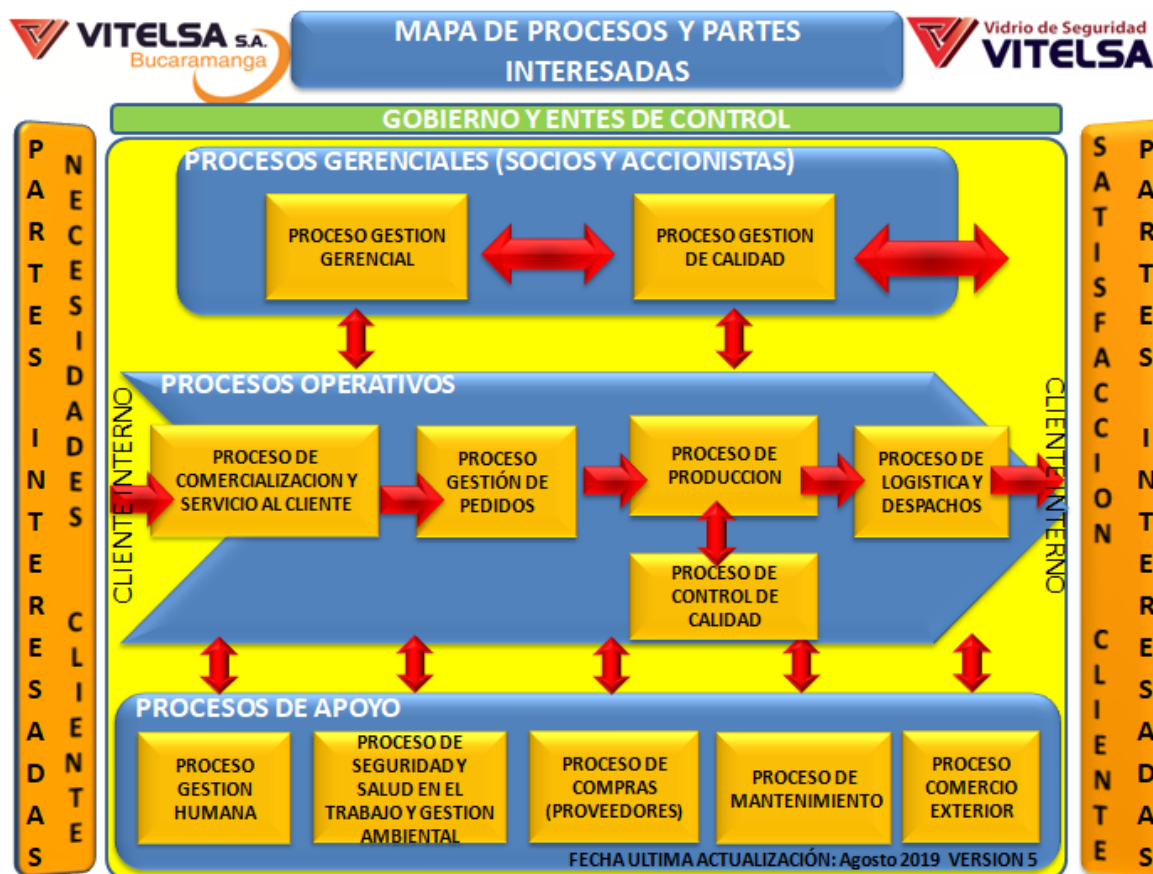 VITELSA S.A.
Bucaramanga
MAPA DE PROCESOS Y PARTES
INTERESADAS
Vidrio de Seguridad
VITELSA
GOBIERNO Y ENTES DE CONTROL
PARTES INTERESADAS
NECESIDADES CLIENTE
PROCESOS GERENCIALES (SOCIOS Y ACCIONISTAS)
PROCESO GESTION
GERENCIAL
PROCESO GESTION
DE CALIDAD
PROCESOS OPERATIVOS
CLIENTE INTERNO
PROCESO DE
COMERCIALIZACION Y
SERVICIO AL CLIENTE
PROCESO
GESTIÓN DE
PEDIDOS
PROCESO DE
PRODUCCION
PROCESO DE
LOGISTICA Y
DESPACHOS
PROCESO DE
CONTROL DE
CALIDAD
CLIENTE INTERNO
PROCESOS DE APOYO
PROCESO
GESTION
HUMANA
PROCESO DE
SEGURIDAD Y
SALUD EN EL
TRABAJO Y GESTION
AMBIENTAL
PROCESO DE
COMPRAS
(PROVEEDORES)
PROCESO DE
MANTENIMIENTO
PROCESO
COMERCIO
EXTERIOR
FECHA ULTIMA ACTUALIZACIÓN: Agosto 2019 VERSION 5
SATISFACCION CLIENTE
PARTES INTERESADAS